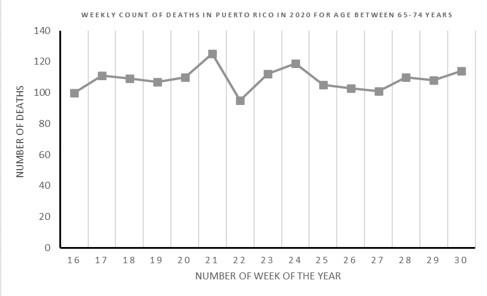 WEEKLY COUNT OF DEATHS IN PUERTO RICO IN 2020 FOR AGE BETWEEN 65-74 YEARS
140
120
100
80
60
40
20
0
NUMBER OF DEATHS
16 17 18 19 20 21 22 23 24 25 26 27 28 29 30
NUMBER OF WEEK OF THE YEAR